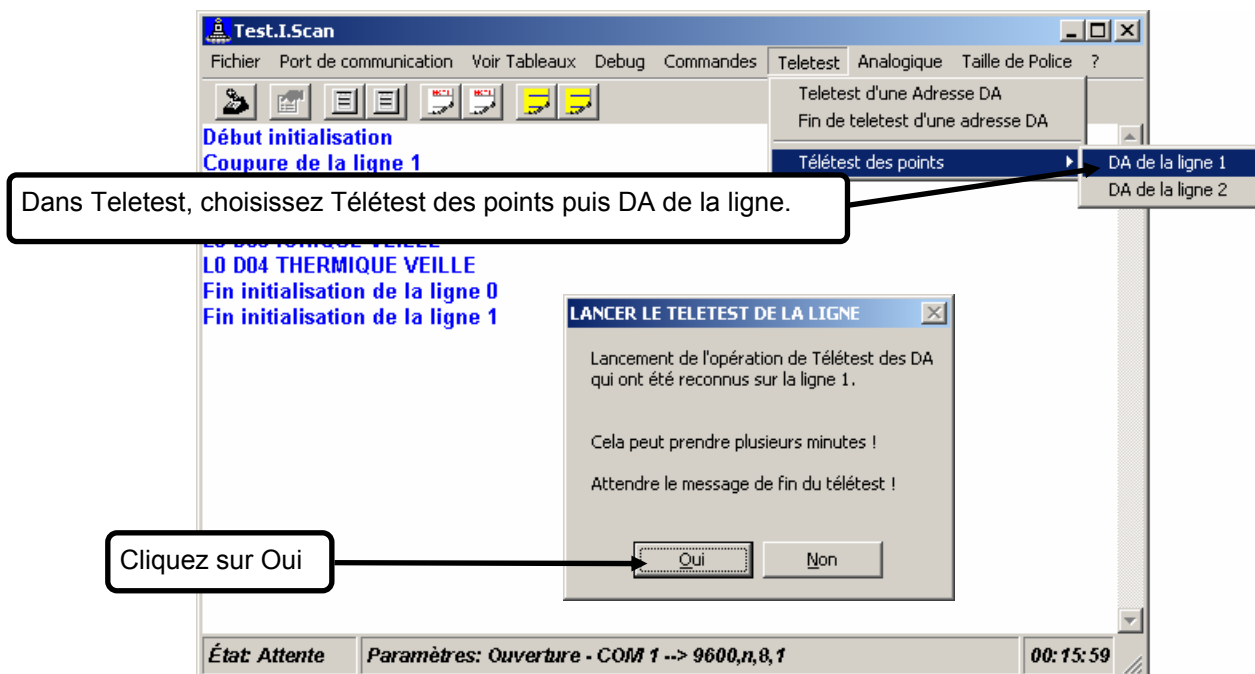 Test.I.Scan
Fichier Port de communication Voir Tableaux Debug Commandes Teletest Analogique Taille de Police ?
Teletest d'une Adresse DA
Fin de teletest d'une adresse DA
Télétest des points
DA de la ligne 1
DA de la ligne 2
Début initialisation
Coupure de la ligne 1
Dans Teletest, choisissez Télétest des points puis DA de la ligne.
L0 D04 THERMIQUE VEILLE
Fin initialisation de la ligne 0
Fin initialisation de la ligne 1
LANCER LE TELETEST DE LA LIGNE
Lancement de l'opération de Télétest des DA
qui ont été reconnus sur la ligne 1.
Cela peut prendre plusieurs minutes !
Attendre le message de fin du télétest !
Cliquez sur Oui
Oui Non
État: Attente Paramètres: Ouverture - COM 1 --> 9600,n,8,1 00:15:59